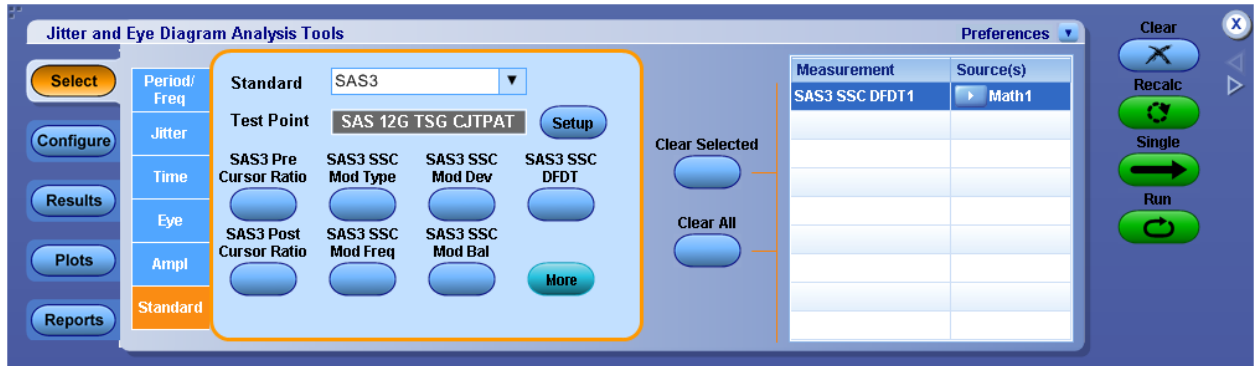 Jitter and Eye Diagram Analysis Tools
Preferences
Clear
X
Select
Configure
Results
Plots
Reports
Period/
Freq
Jitter
Time
Eye
Ampl
Standard
Standard
SAS3
Test Point
SAS 12G TSG CJTPAT
Setup
SAS3 Pre
Cursor Ratio
SAS3 SSC
Mod Type
SAS3 SSC
Mod Dev
SAS3 SSC
DFDT
SAS3 Post
Cursor Ratio
SAS3 SSC
Mod Freq
SAS3 SSC
Mod Bal
More
Clear Selected
Clear All
Measurement
Source(s)
SAS3 SSC DFDT1
Math1
Recalc
Single
Run